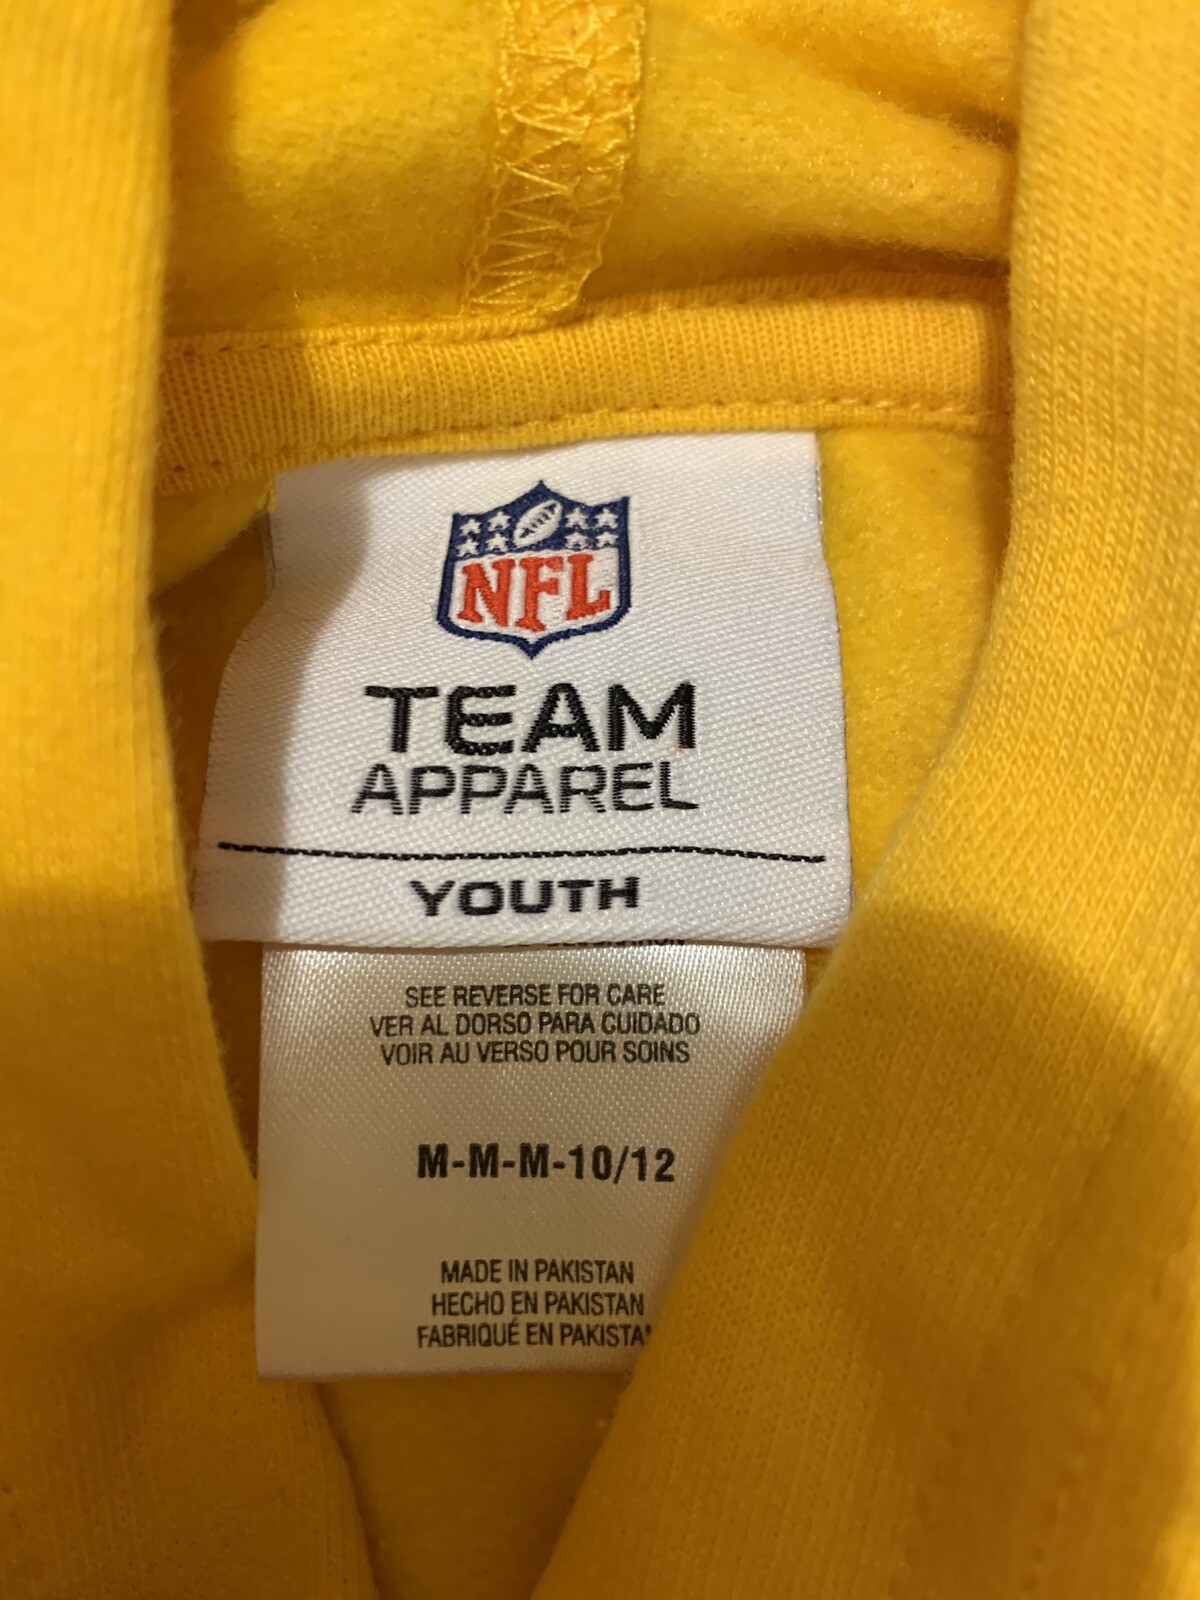 NFL
TEAM
APPAREL
YOUTH
SEE REVERSE FOR CARE
VER AL DORSO PARA CUIDADO
VOIR AU VERSO POUR SOINS
M-M-M-10/12
MADE IN PAKISTAN
HECHO EN PAKISTAN
FABRIQUÉ EN PAKISTA